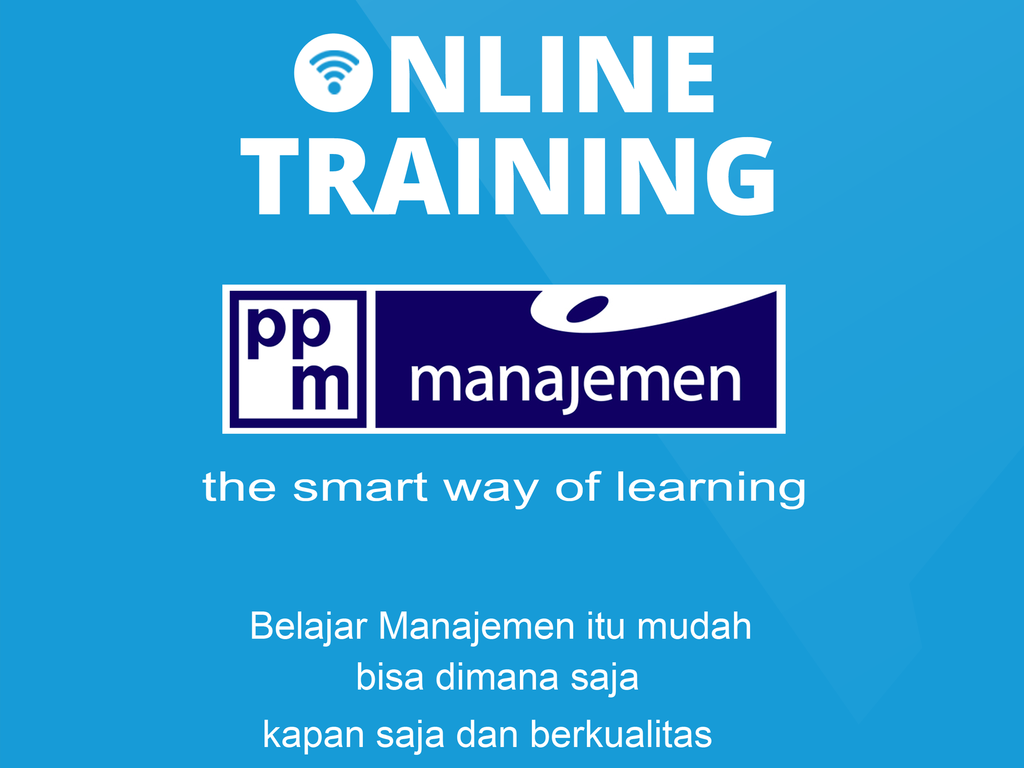 ONLINE
TRAINING
pp
m
manajemen
the smart way of learning
Belajar Manajemen itu mudah
bisa dimana saja
kapan saja dan berkualitas